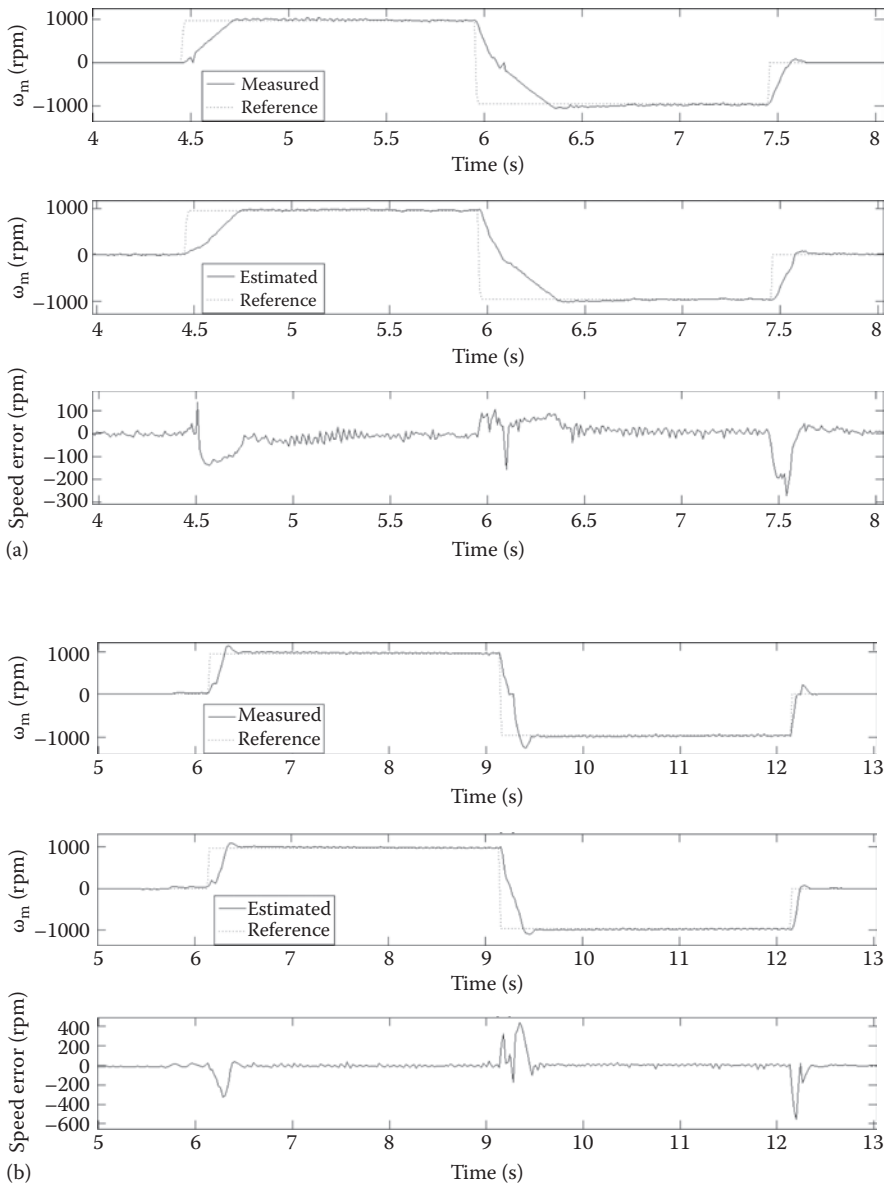 1000
0
−1000
ωm (rpm)
Measured
Reference
4 4.5 5 5.5 6 6.5 7 7.5 8
Time (s)
1000
0
−1000
ωm (rpm)
Estimated
Reference
4 4.5 5 5.5 6 6.5 7 7.5 8
Time (s)
100
0
−100
−200
−300
Speed error (rpm)
4 4.5 5 5.5 6 6.5 7 7.5 8
Time (s)
(a)
1000
0
−1000
ωm (rpm)
Measured
Reference
5 6 7 8 9 10 11 12 13
Time (s)
1000
0
−1000
ωm (rpm)
Estimated
Reference
5 6 7 8 9 10 11 12 13
Time (s)
400
200
0
−200
−400
−600
Speed error (rpm)
5 6 7 8 9 10 11 12 13
Time (s)
(b)